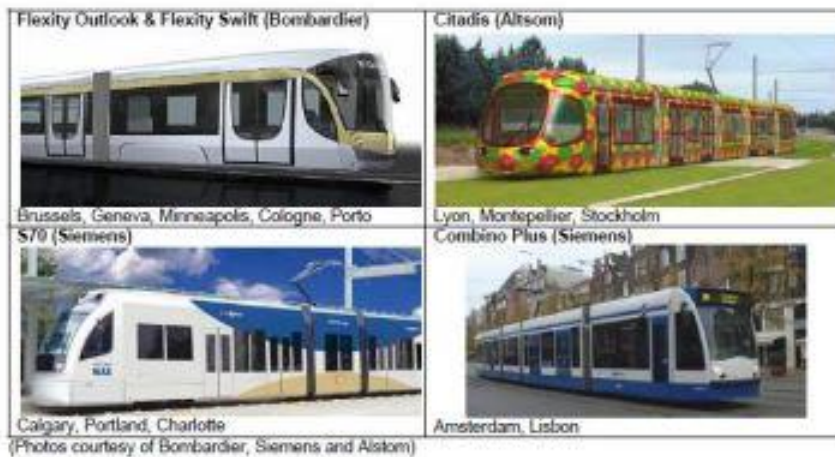 Flexity Outlook & Flexity Swift (Bombardier)
Citadis (Altsom)
Brussels, Geneva, Minneapolis, Cologne, Porto
Lyon, Montepellier, Stockholm
S70 (Siemens)
Combino Plus (Siemens)
Calgary, Portland, Charlotte
Amsterdam, Lisbon
(Photos courtesy of Bombardier, Siemens and Alstom)